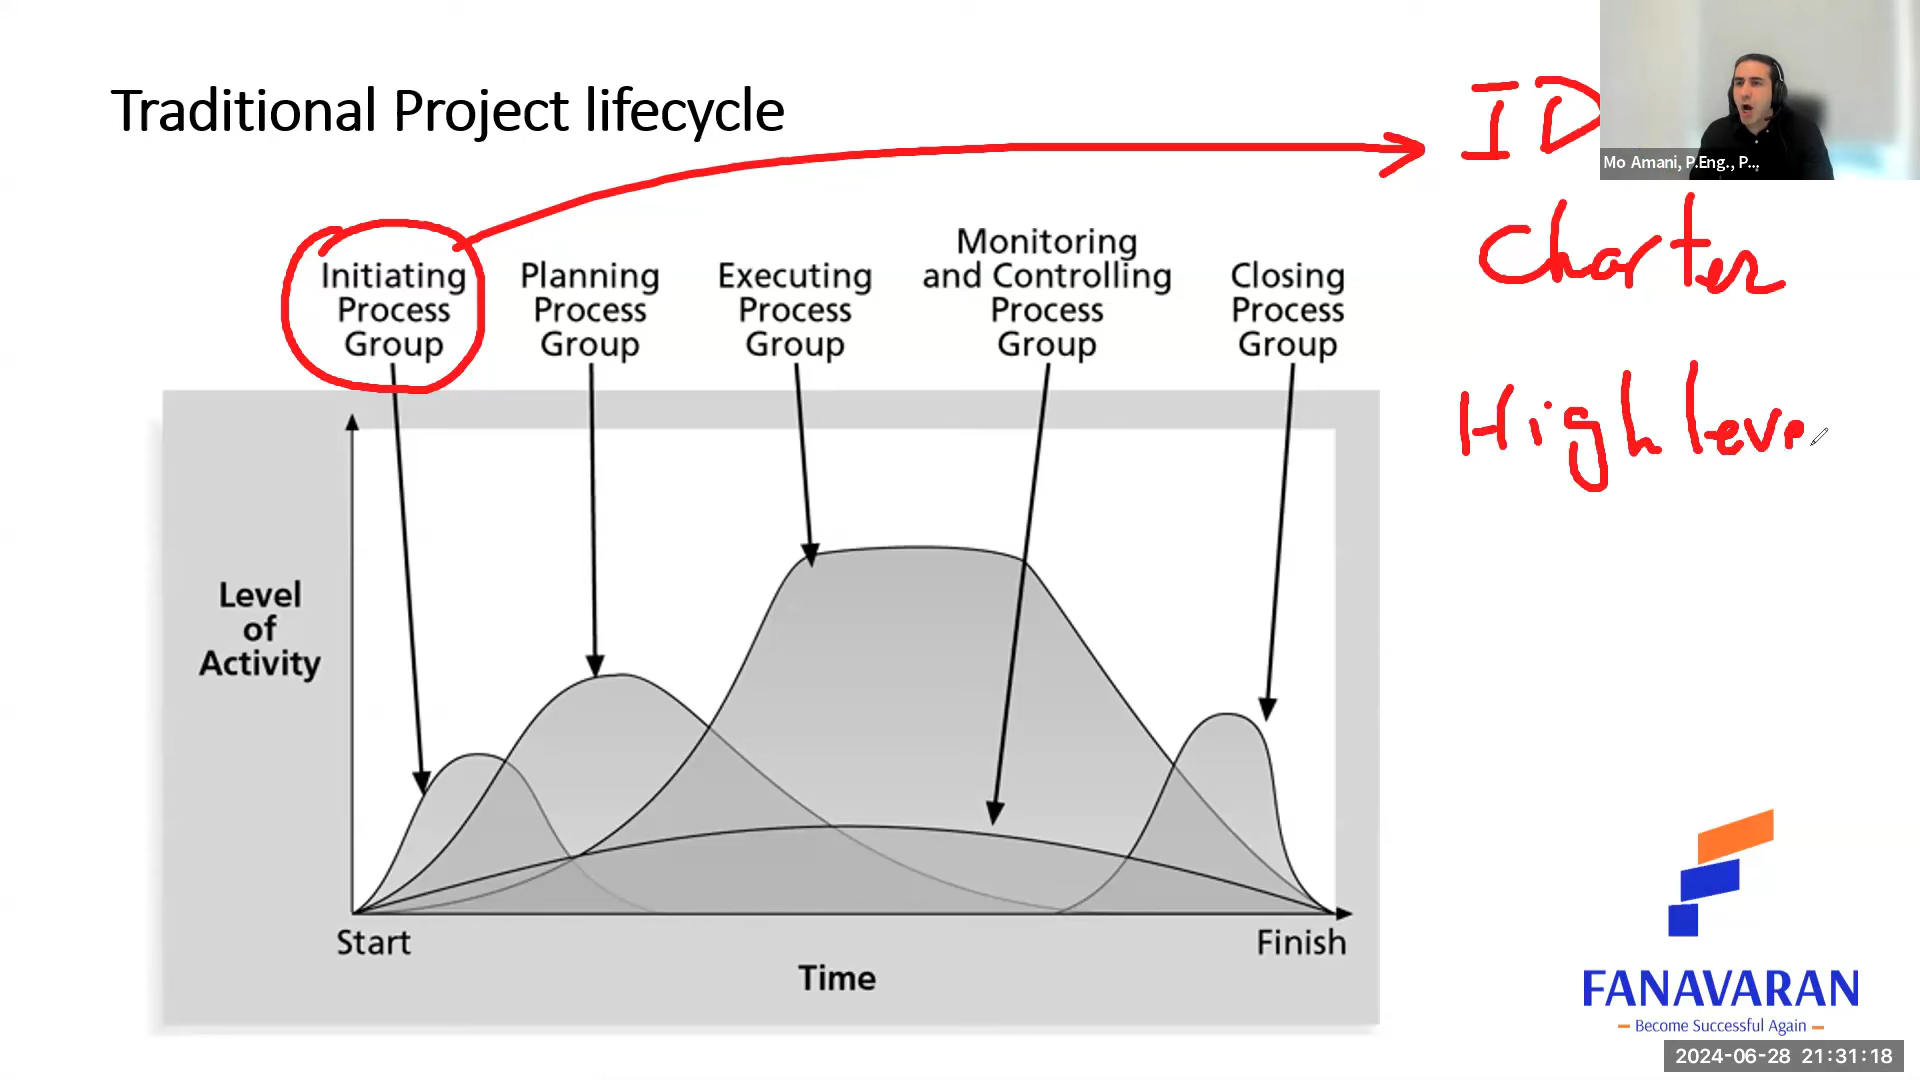 Traditional Project lifecycle
ID
Mo Amani, P.Eng., P...
Charter
High leve
Initiating
Process
Group
Planning
Process
Group
Executing
Process
Group
Monitoring
and Controlling
Process
Group
Closing
Process
Group
Level
of
Activity
Start
Finish
Time
FANAVARAN
Become Successful Again
2024-06-28 21:31:18